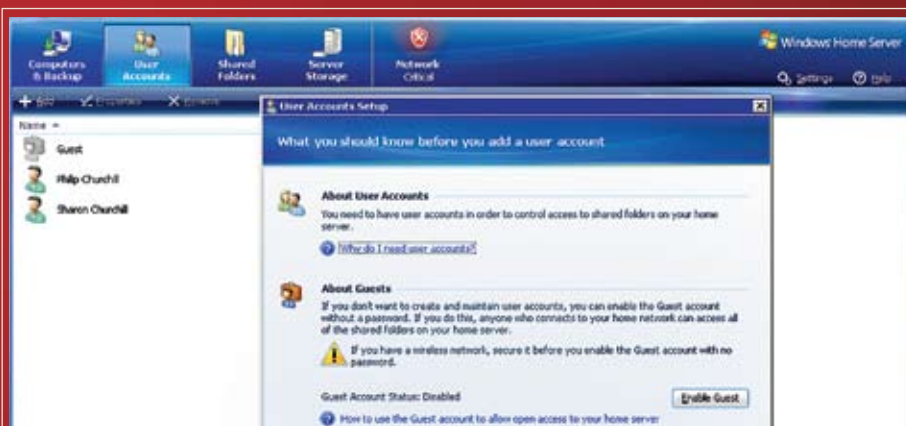 Computers
& Backup
User
Accounts
Shared
Folders
Server
Storage
Network
Critical
Windows Home Server
Settings
Help
Add
Properties
Remove
Name
Guest
Philip Churchill
Sharon Churchill
User Accounts Setup
What you should know before you add a user account
About User Accounts
You need to have user accounts in order to control access to shared folders on your home
server.
Why do I need user accounts?
About Guests
If you don't want to create and maintain user accounts, you can enable the Guest account
without a password. If you do this, anyone who connects to your home network can access all
of the shared folders on your home server.
If you have a wireless network, secure it before you enable the Guest account with no
password.
Guest Account Status: Disabled
Enable Guest
How to use the Guest account to allow open access to your home server